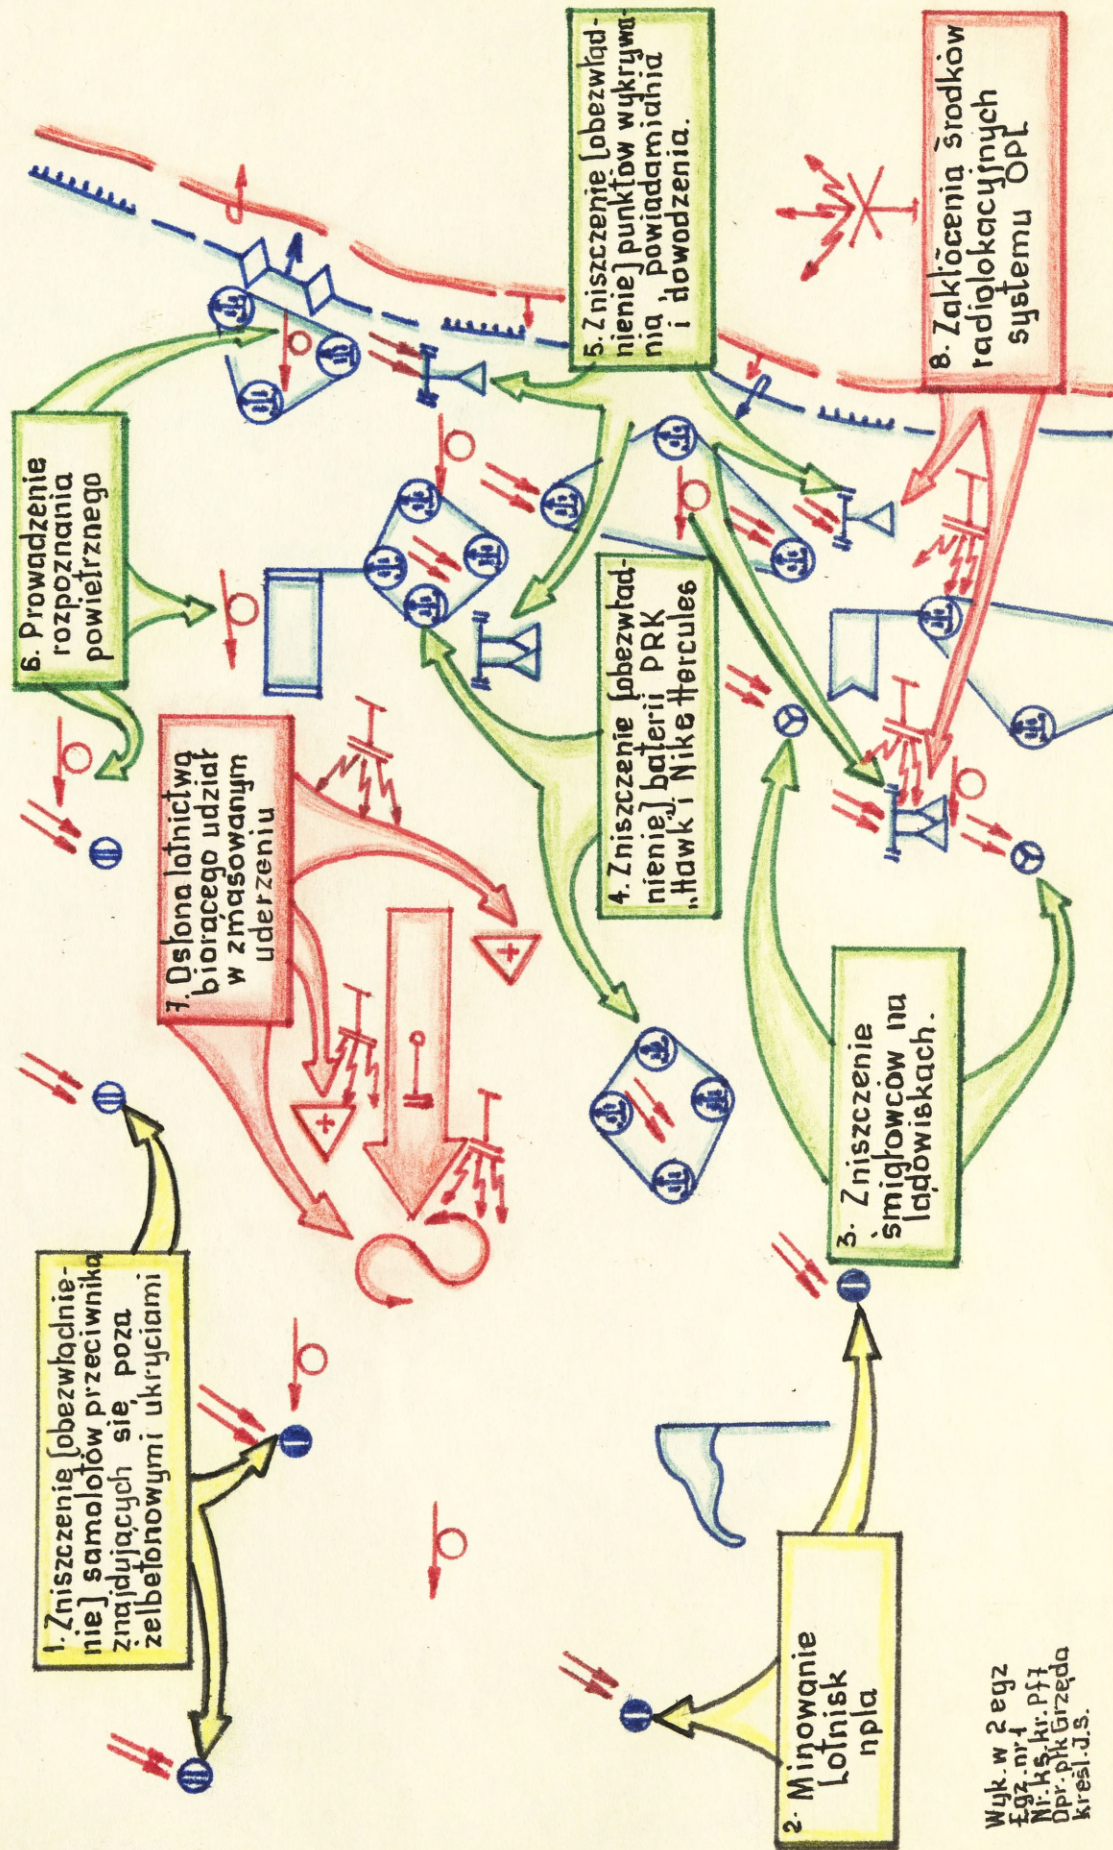 1. Zniszczenie [obezwładnie-
nie] samolotów przeciwnika
znajdujących się poza
żelbetonowymi ukryciami
2. Minowanie
Lotnisk
npla
3. Zniszczenie
śmigłowców na
lądowiskach.
4. Zniszczenie [obezwład-
nienie] baterii PRK
„Hawk i Nike Hercules
5. Zniszczenie [obezwład-
nienie] punktów wykrywa-
nia, powiadamiania
i dowodzenia.
6. Prowadzenie
rozpoznania
powietrznego
7. Osłona lotnictwa
biorącego udział
w zmasowanym
uderzeniu
8. Zakłócenia środków
radiolokacyjnych
systemu OPL
Wyk. w 2 egz
Egz. nr 1
Nr. ks. kr. Pf7
Opr. płk Grzęda
kreśl. J.S.